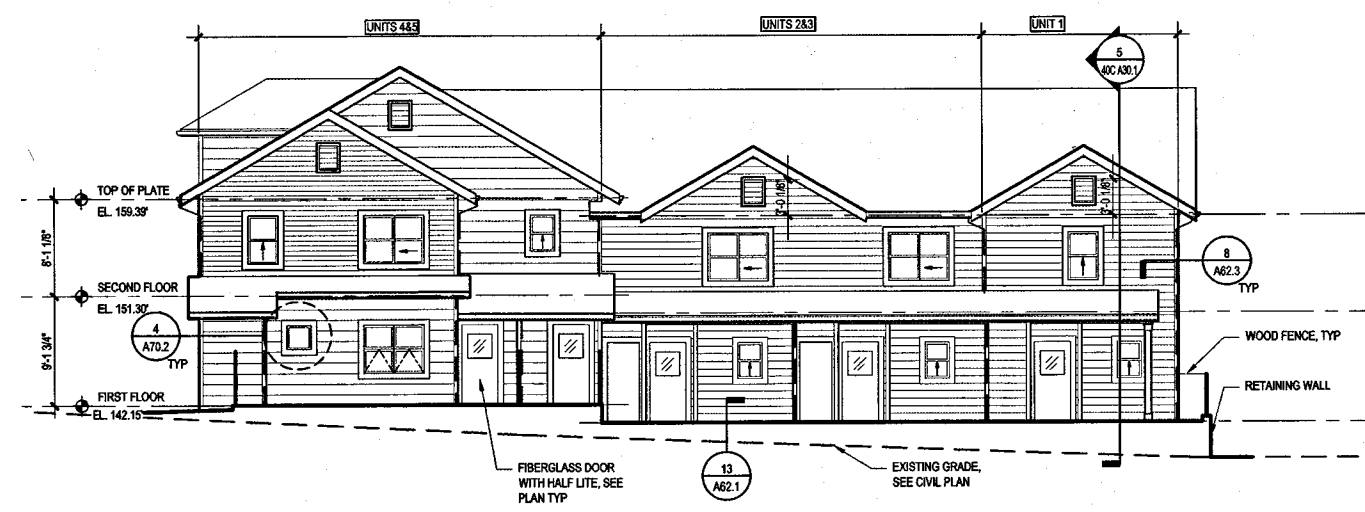 UNITS 4&5
UNITS 2&3
UNIT 1
5
40C A30.1
TOP OF PLATE
EL. 159.39'
8'-1 1/8"
3'-0 1/8"
3'-0 1/8"
SECOND FLOOR
EL. 151.30'
8
A62.3
TYP
4
A70.2
TYP
9'-1 3/4"
WOOD FENCE, TYP
RETAINING WALL
FIRST FLOOR
EL. 142.15'
FIBERGLASS DOOR
WITH HALF LITE, SEE
PLAN TYP
13
A62.1
EXISTING GRADE,
SEE CIVIL PLAN